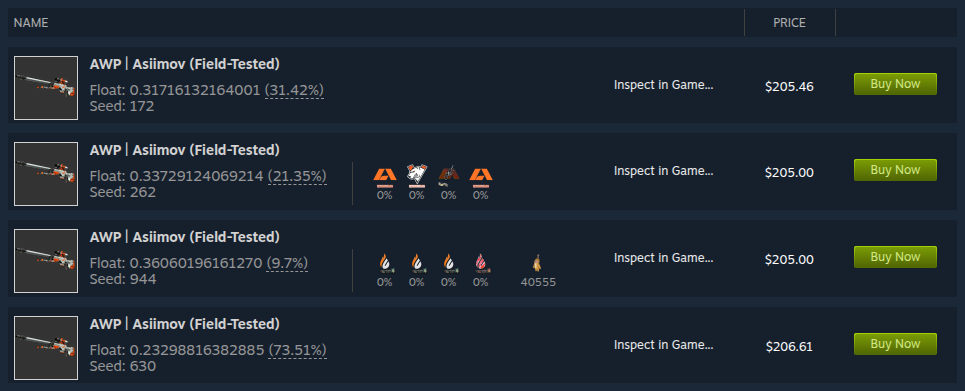 NAME PRICE
AWP | Asiimov (Field-Tested)
Float: 0.31716132164001 (31.42%)
Seed: 172
Inspect in Game...
$205.46
Buy Now
AWP | Asiimov (Field-Tested)
Float: 0.33729124069214 (21.35%)
Seed: 262
0% 0% 0% 0%
Inspect in Game...
$205.00
Buy Now
AWP | Asiimov (Field-Tested)
Float: 0.36060196161270 (9.7%)
Seed: 944
0% 0% 0% 0% 40555
Inspect in Game...
$205.00
Buy Now
AWP | Asiimov (Field-Tested)
Float: 0.23298816382885 (73.51%)
Seed: 630
Inspect in Game...
$206.61
Buy Now